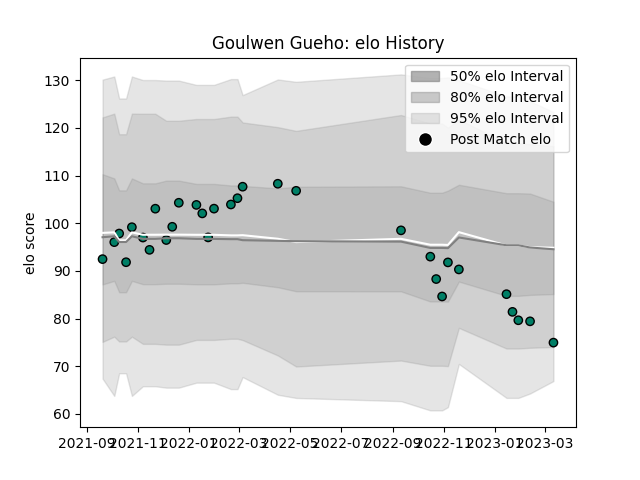 Goulwen Gueho: elo History
50% elo Interval
80% elo Interval
95% elo Interval
Post Match elo
elo score
130
120
110
100
90
80
70
60
2021-09 2021-11 2022-01 2022-03 2022-05 2022-07 2022-09 2022-11 2023-01 2023-03